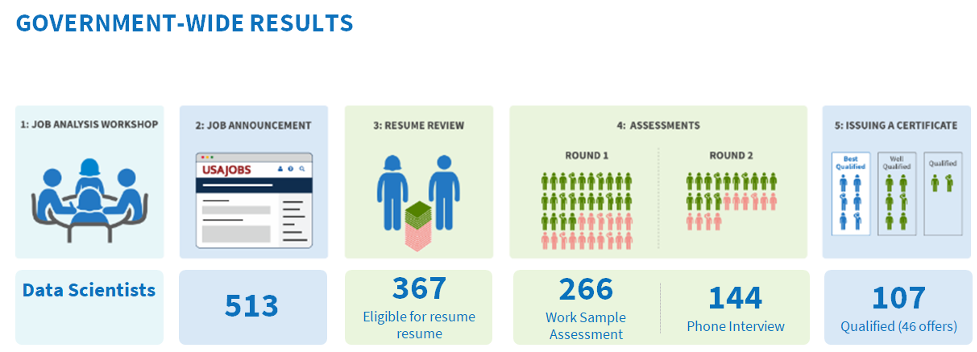 GOVERNMENT-WIDE RESULTS
1: JOB ANALYSIS WORKSHOP
2: JOB ANNOUNCEMENT
USAJOBS
3: RESUME REVIEW
4: ASSESSMENTS
ROUND 1
ROUND 2
5: ISSUING A CERTIFICATE
Best
Qualified
Well
Qualified
Qualified
Data Scientists
513
367
Eligible for resume
resume
266
Work Sample
Assessment
144
Phone Interview
107
Qualified (46 offers)